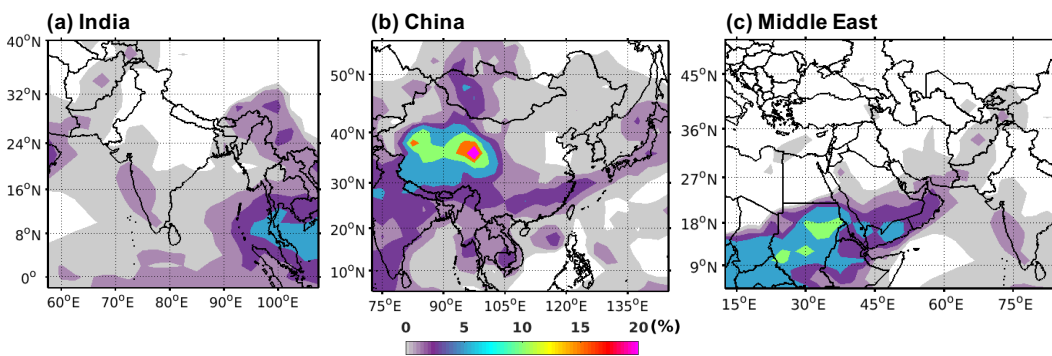 (a) India
(b) China
(c) Middle East
40°N
32°N
24°N
16°N
8°N
0°
60°E
70°E
80°E
90°E
100°E
50°N
40°N
30°N
20°N
10°N
75°E
90°E
105°E
120°E
135°E
45°N
36°N
27°N
18°N
9°N
15°E
30°E
45°E
60°E
75°E
0 5 10 15 20 (%)